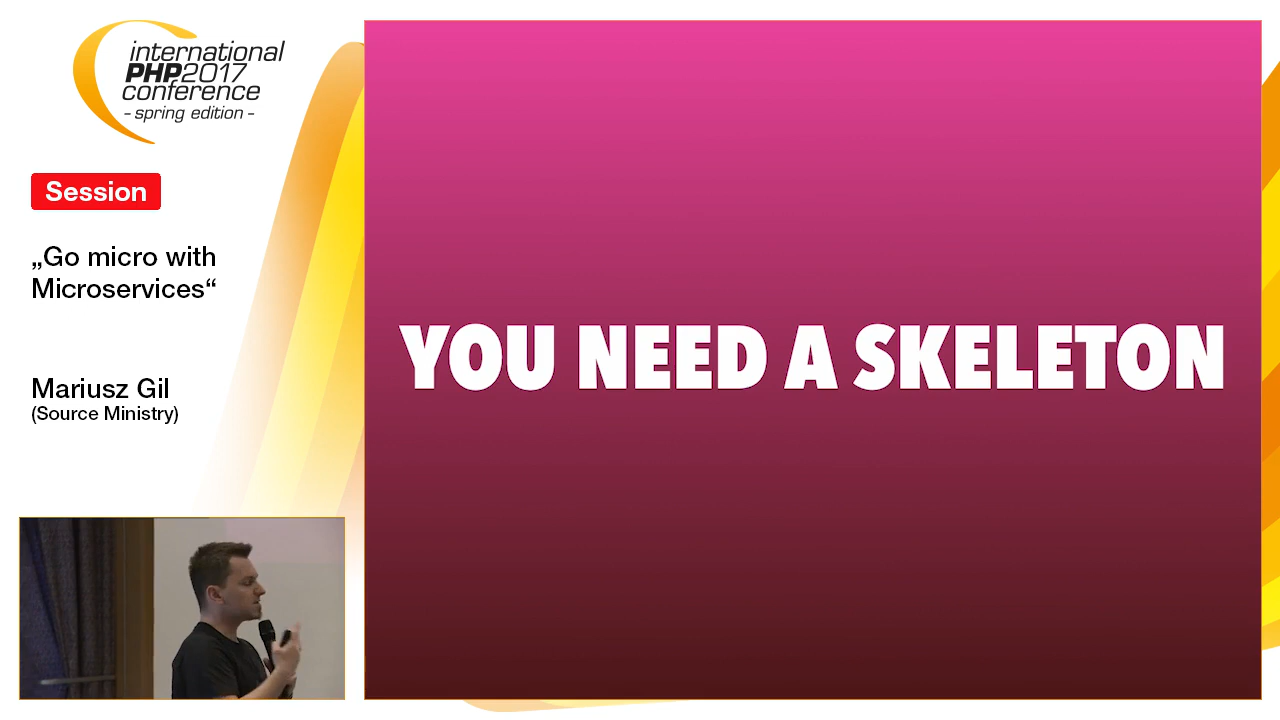 international
PHP2017
conference
- spring edition -
Session
„Go micro with
Microservices“
Mariusz Gil
(Source Ministry)
YOU NEED A SKELETON